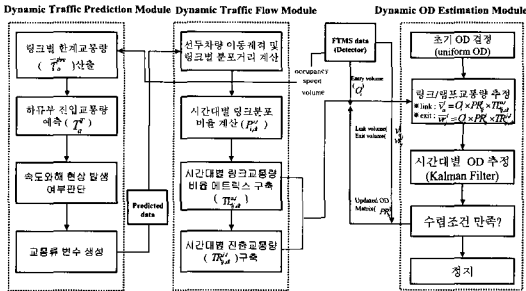 Dynamic Traffic Prediction Module
Dynamic Traffic Flow Module
Dynamic OD Estimation Module
링크별 한계교통량
산출
하류부 진입교통량
예측
속도와해 현상 발생
여부판단
교통류 변수 생성
Predicted
data
선두차량 이동궤적 및
링크별 분포거리 계산
시간대별 링크분포
비율 계산
시간대별 링크교통량
비율 메트릭스 구축
시간대별 진출교통량
구축
FTMS data
(Detector)
occupancy
speed
volume
Entry volume
Link volume
Exit volume
Updated OD
Matrix
초기 OD 결정
(uniform OD)
링크/램프교통량 추정
* link :
* exit :
시간대별 OD 추정
(Kalman Filter)
수렴조건 만족?
정지